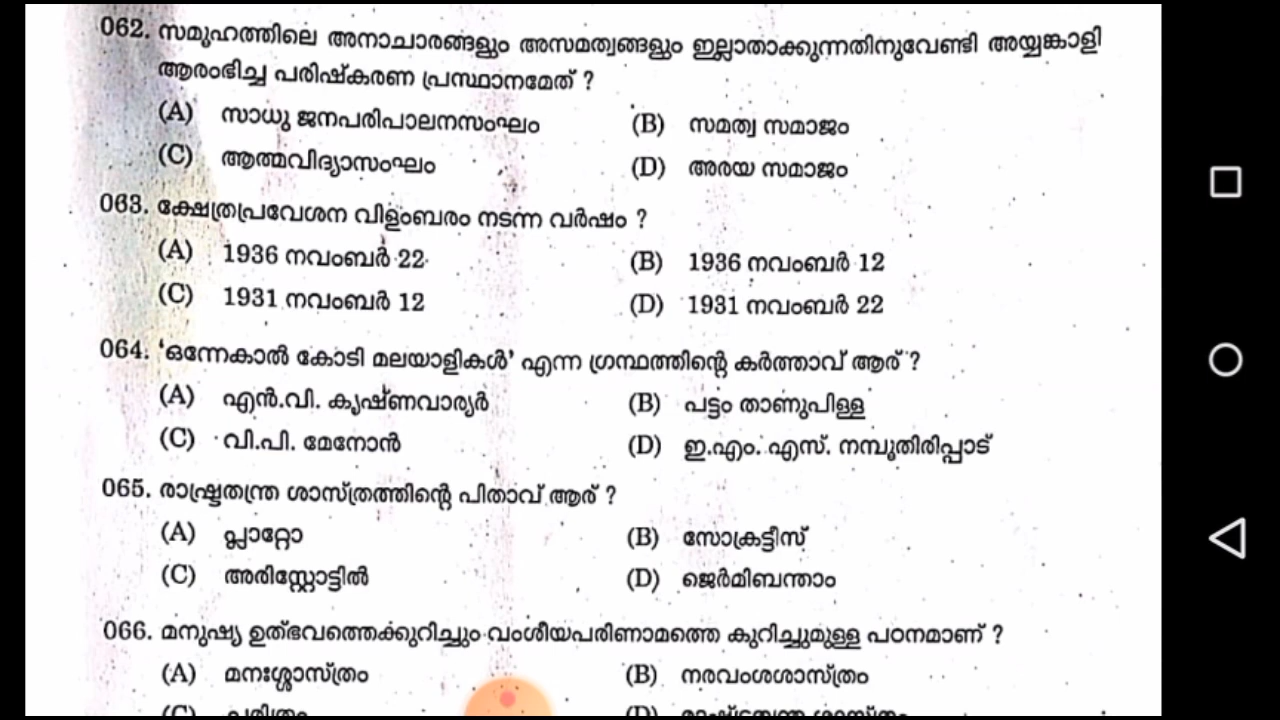 062. സമൂഹത്തിലെ അനാചാരങ്ങളും അസമത്വങ്ങളും ഇല്ലാതാക്കുന്നതിനുവേണ്ടി അയ്യങ്കാളി
ആരംഭിച്ച പരിഷ്കരണ പ്രസ്ഥാനമേത് ?
(A) സാധു ജനപരിപാലനസംഘം (B) സമത്വ സമാജം
(C) ആത്മവിദ്യാസംഘം (D) അരയ സമാജം
063. ക്ഷേത്രപ്രവേശന വിളംബരം നടന്ന വർഷം ?
(A) 1936 നവംബർ 22 (B) 1936 നവംബർ 12
(C) 1931 നവംബർ 12 (D) 1931 നവംബർ 22
064. 'ഒന്നേകാൽ കോടി മലയാളികൾ' എന്ന ഗ്രന്ഥത്തിന്റെ കർത്താവ് ആര് ?
(A) എൻ.വി. കൃഷ്ണവാര്യർ (B) പട്ടം താണുപിള്ള
(C) വി.പി. മേനോൻ (D) ഇ.എം. എസ്. നമ്പൂതിരിപ്പാട്
065. രാഷ്ട്രതന്ത്ര ശാസ്ത്രത്തിന്റെ പിതാവ് ആര് ?
(A) പ്ലാറ്റോ (B) സോക്രട്ടീസ്
(C) അരിസ്റ്റോട്ടിൽ (D) ജെർമിബന്താം
066. മനുഷ്യ ഉത്ഭവത്തെക്കുറിച്ചും വംശീയപരിണാമത്തെ കുറിച്ചുമുള്ള പഠനമാണ് ?
(A) മനഃശ്ശാസ്ത്രം (B) നരവംശശാസ്ത്രം